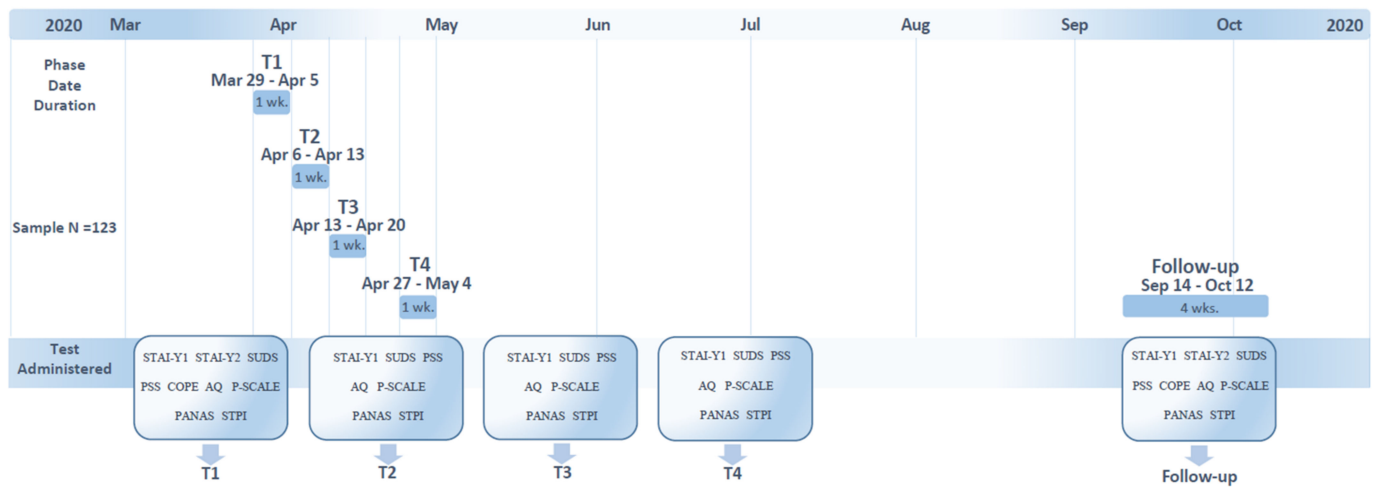 2020 Mar Apr May Jun Jul Aug Sep Oct 2020
Phase
Date
Duration
T1
Mar 29 - Apr 5
1 wk.
T2
Apr 6 - Apr 13
1 wk.
T3
Apr 13 - Apr 20
1 wk.
Sample N =123
T4
Apr 27 - May 4
1 wk.
Follow-up
Sep 14 - Oct 12
4 wks.
Test
Administered
STAI-Y1 STAI-Y2 SUDS
PSS COPE AQ P-SCALE
PANAS STPI
T1
STAI-Y1 SUDS PSS
AQ P-SCALE
PANAS STPI
T2
STAI-Y1 SUDS PSS
AQ P-SCALE
PANAS STPI
T3
STAI-Y1 SUDS PSS
AQ P-SCALE
PANAS STPI
T4
STAI-Y1 STAI-Y2 SUDS
PSS COPE AQ P-SCALE
PANAS STPI
Follow-up